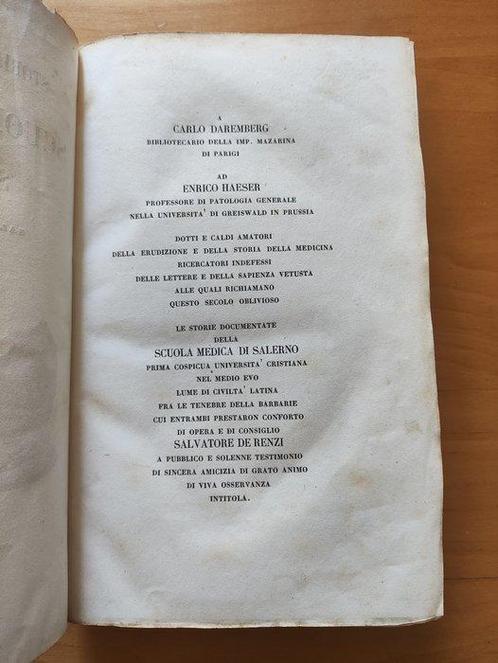 A
CARLO DAREMBERG
BIBLIOTECARIO DELLA IMP. MAZARINA
DI PARIGI
AD
ENRICO HAESER
PROFESSORE DI PATOLOGIA GENERALE
NELLA UNIVERSITA' DI GREISWALD IN PRUSSIA
DOTTI E CALDI AMATORI
DELLA ERUDIZIONE E DELLA STORIA DELLA MEDICINA
RICERCATORI INDEFESSI
DELLE LETTERE E DELLA SAPIENZA VETUSTA
ALLE QUALI RICHIAMANO
QUESTO SECOLO OBLIVIOSO
LE STORIE DOCUMENTATE
DELLA
SCUOLA MEDICA DI SALERNO
PRIMA COSPICUA UNIVERSITA' CRISTIANA
NEL MEDIO EVO
LUME DI CIVILTA' LATINA
FRA LE TENEBRE DELLA BARBARIE
CUI ENTRAMBI PRESTARON CONFORTO
DI OPERA E DI CONSIGLIO
SALVATORE DE RENZI
A PUBBLICO E SOLENNE TESTIMONIO
DI SINCERA AMICIZIA DI GRATO ANIMO
DI VIVA OSSERVANZA
INTITOLA.